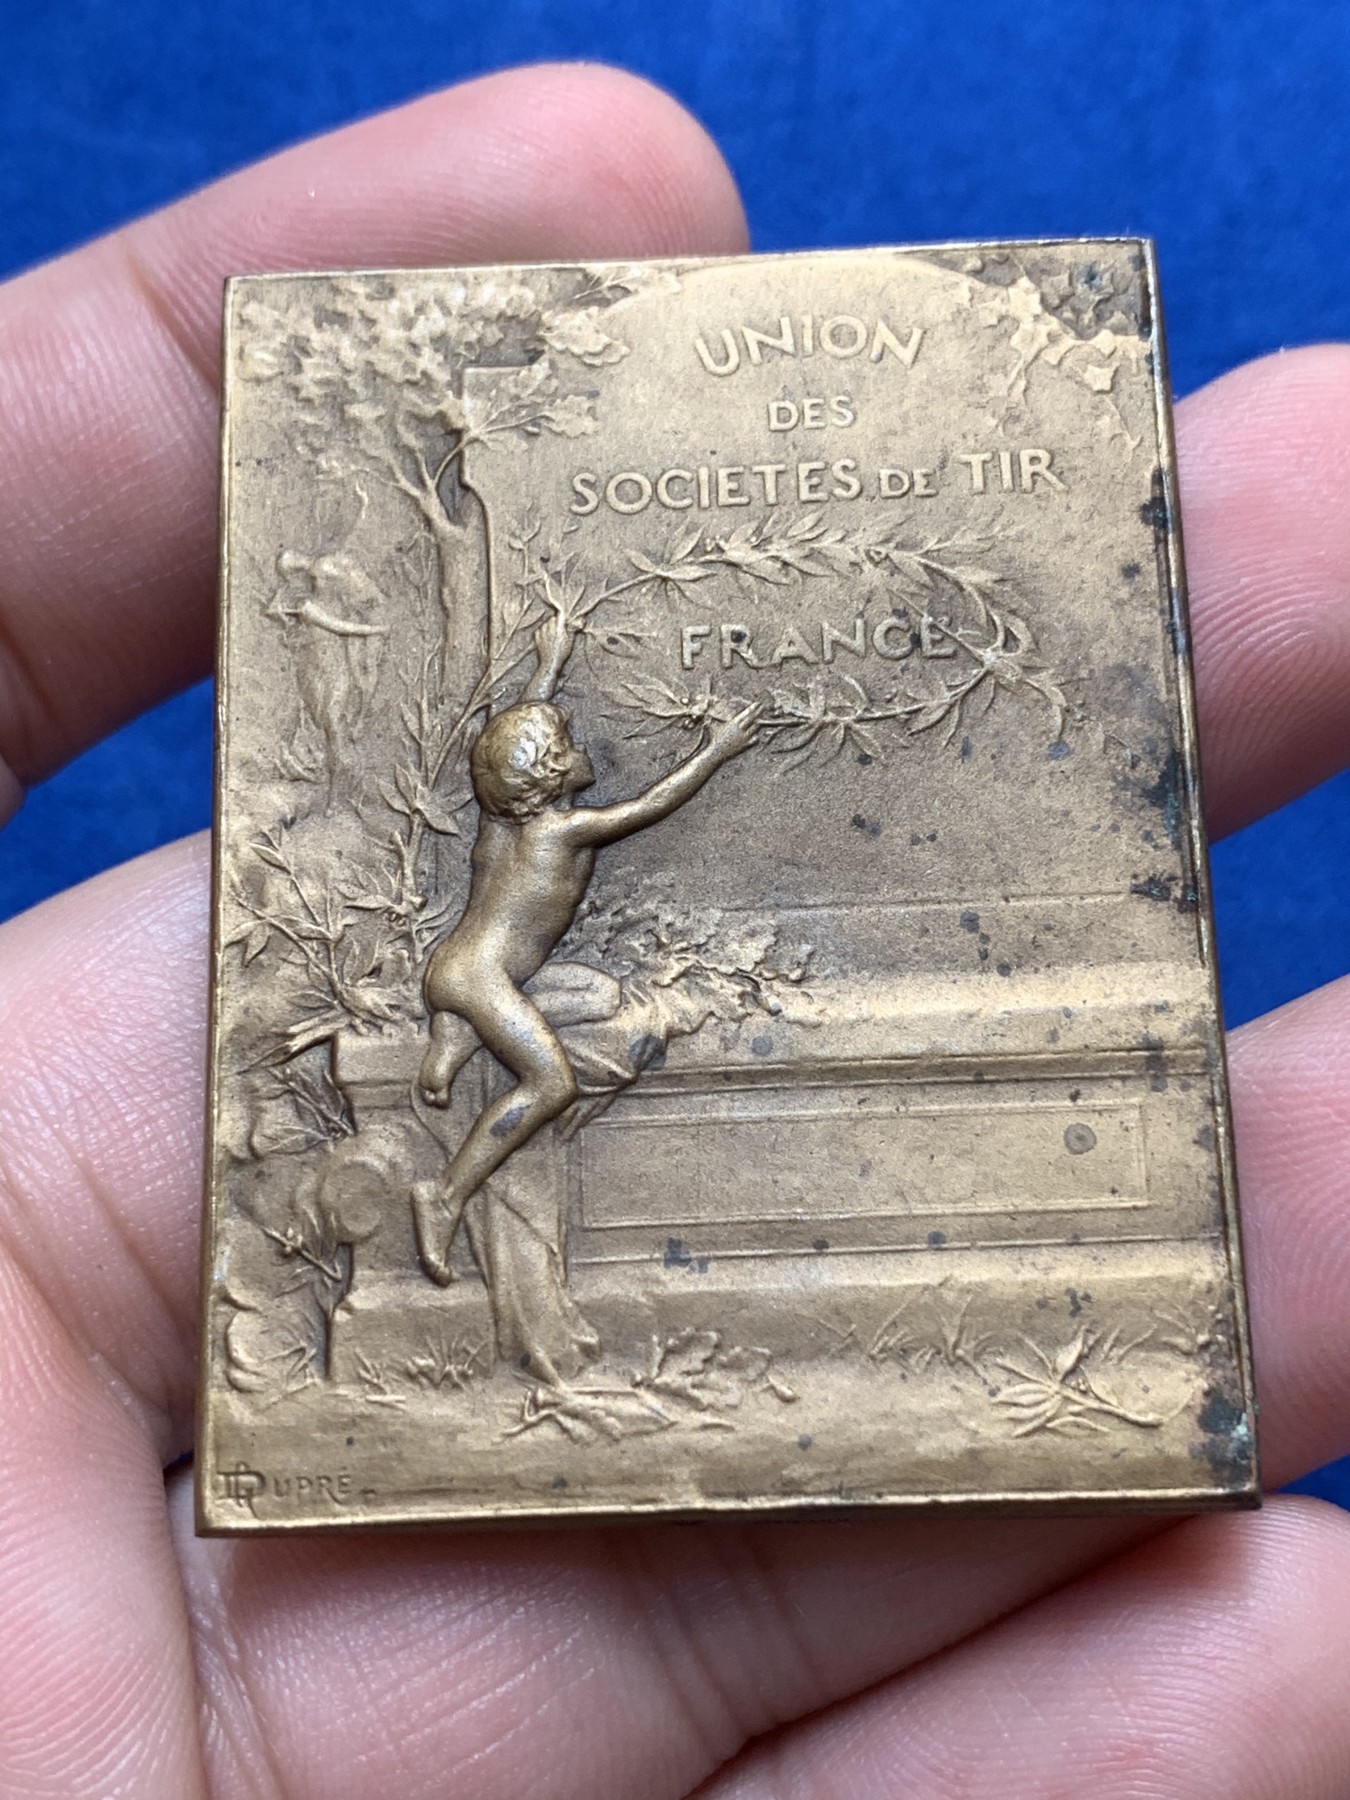 UNION
DES
SOCIETES DE TIR
FRANCE
DUPRÉ